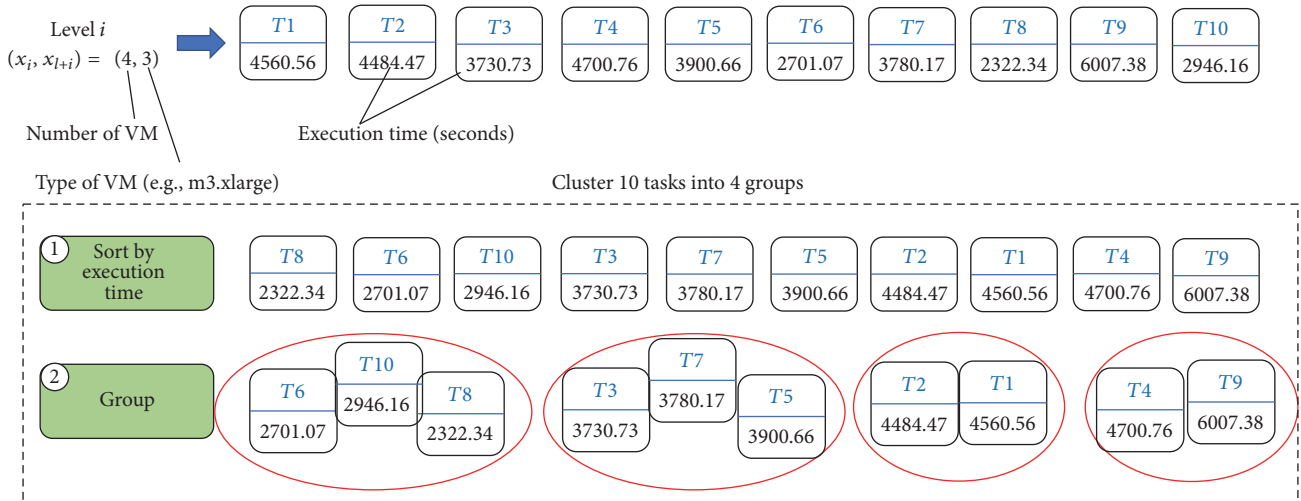 Level i
(x_i, x_{l+i}) = (4, 3)
T1 T2 T3 T4 T5 T6 T7 T8 T9 T10
4560.56 4484.47 3730.73 4700.76 3900.66 2701.07 3780.17 2322.34 6007.38 2946.16
Number of VM
Execution time (seconds)
Type of VM (e.g., m3.xlarge)
Cluster 10 tasks into 4 groups
1
Sort by
execution
time
T8 T6 T10 T3 T7 T5 T2 T1 T4 T9
2322.34 2701.07 2946.16 3730.73 3780.17 3900.66 4484.47 4560.56 4700.76 6007.38
2
Group
T6 T10 T8 T3 T7 T5 T2 T1 T4 T9
2701.07 2946.16 2322.34 3730.73 3780.17 3900.66 4484.47 4560.56 4700.76 6007.38